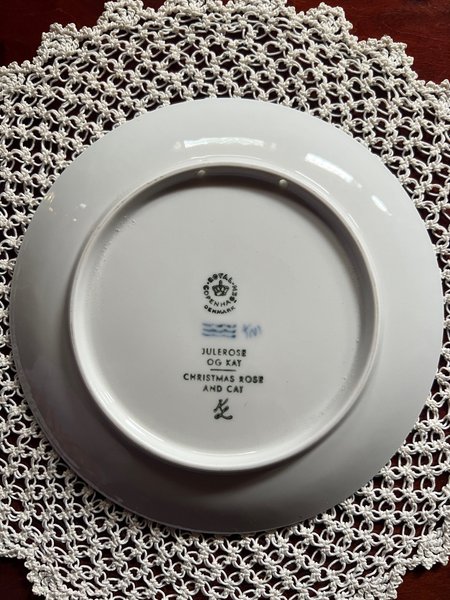 ROYAL COPENHAGEN
DENMARK
JULEROSE
OG KAT
CHRISTMAS ROSE
AND CAT